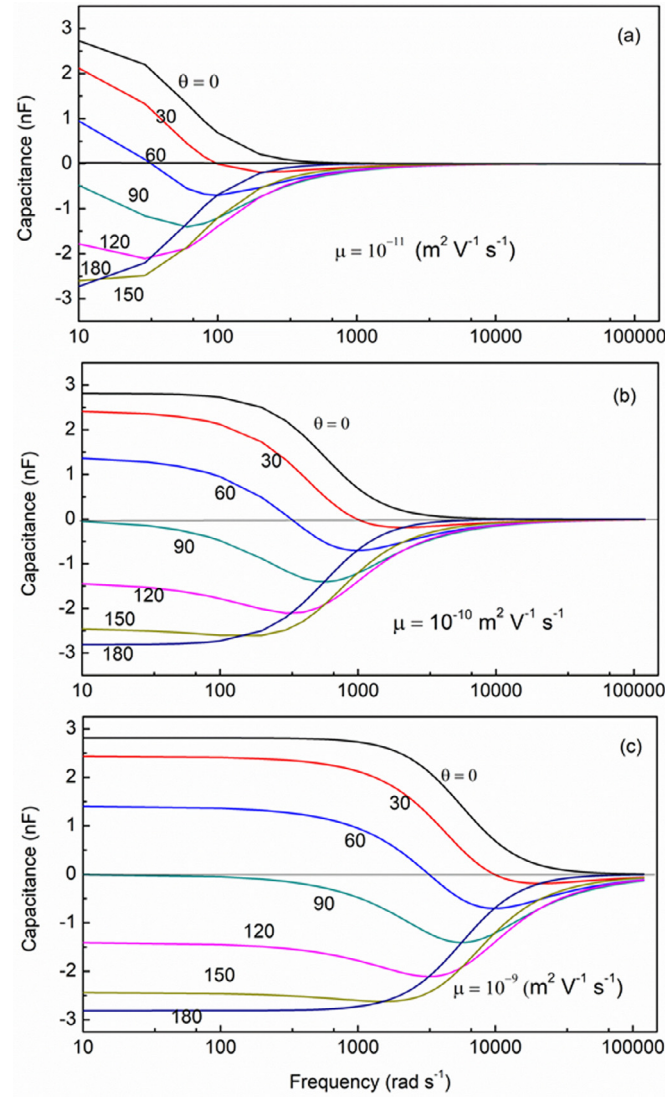 3
(a)
θ = 0
2
30
1
60
0
90
-1
120
-2
180
150
-3
μ = 10⁻¹¹ (m² V⁻¹ s⁻¹)
Capacitance (nF)
10 100 1000 10000 100000
3
(b)
θ = 0
2
30
1
60
0
90
-1
120
-2
150
180
-3
μ = 10⁻¹⁰ m² V⁻¹ s⁻¹
Capacitance (nF)
10 100 1000 10000 100000
3
(c)
θ = 0
2
30
1
60
0
90
-1
120
-2
150
180
-3
μ = 10⁻⁹ (m² V⁻¹ s⁻¹)
Capacitance (nF)
10 100 1000 10000 100000
Frequency (rad s⁻¹)